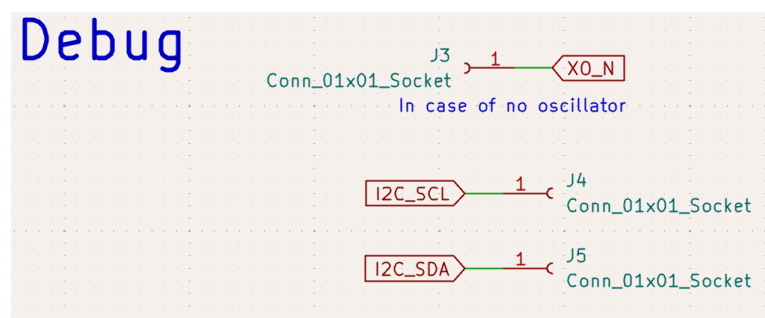 Debug
J3
1
XO_N
Conn_01x01_Socket
In case of no oscillator
I2C_SCL
1
J4
Conn_01x01_Socket
I2C_SDA
1
J5
Conn_01x01_Socket